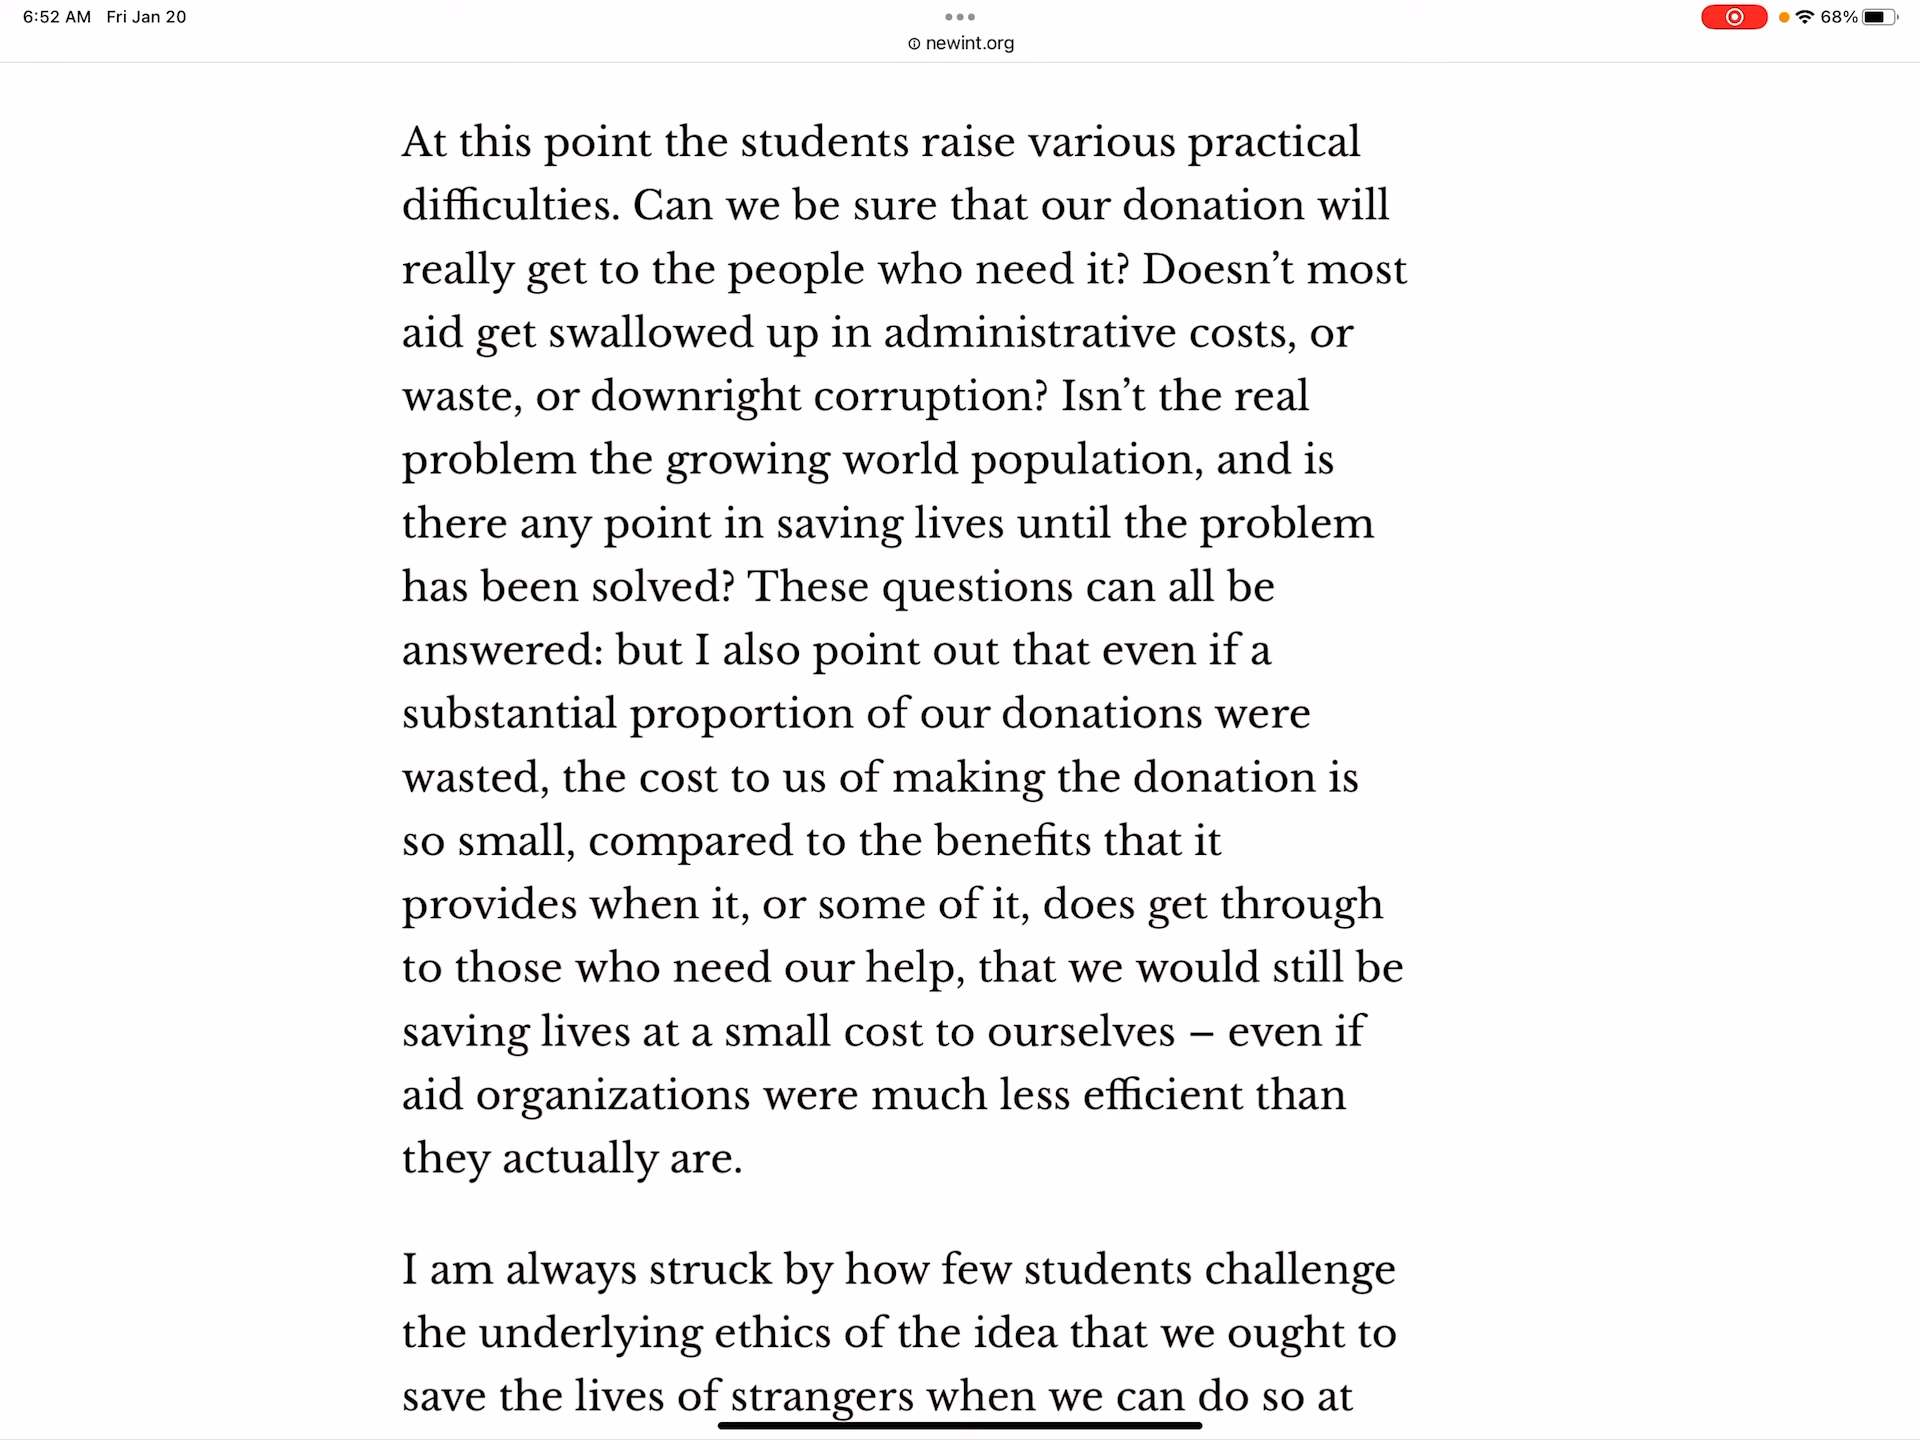 6:52 AM Fri Jan 20
68%
newint.org
At this point the students raise various practical
difficulties. Can we be sure that our donation will
really get to the people who need it? Doesn’t most
aid get swallowed up in administrative costs, or
waste, or downright corruption? Isn’t the real
problem the growing world population, and is
there any point in saving lives until the problem
has been solved? These questions can all be
answered: but I also point out that even if a
substantial proportion of our donations were
wasted, the cost to us of making the donation is
so small, compared to the benefits that it
provides when it, or some of it, does get through
to those who need our help, that we would still be
saving lives at a small cost to ourselves – even if
aid organizations were much less efficient than
they actually are.
I am always struck by how few students challenge
the underlying ethics of the idea that we ought to
save the lives of strangers when we can do so at